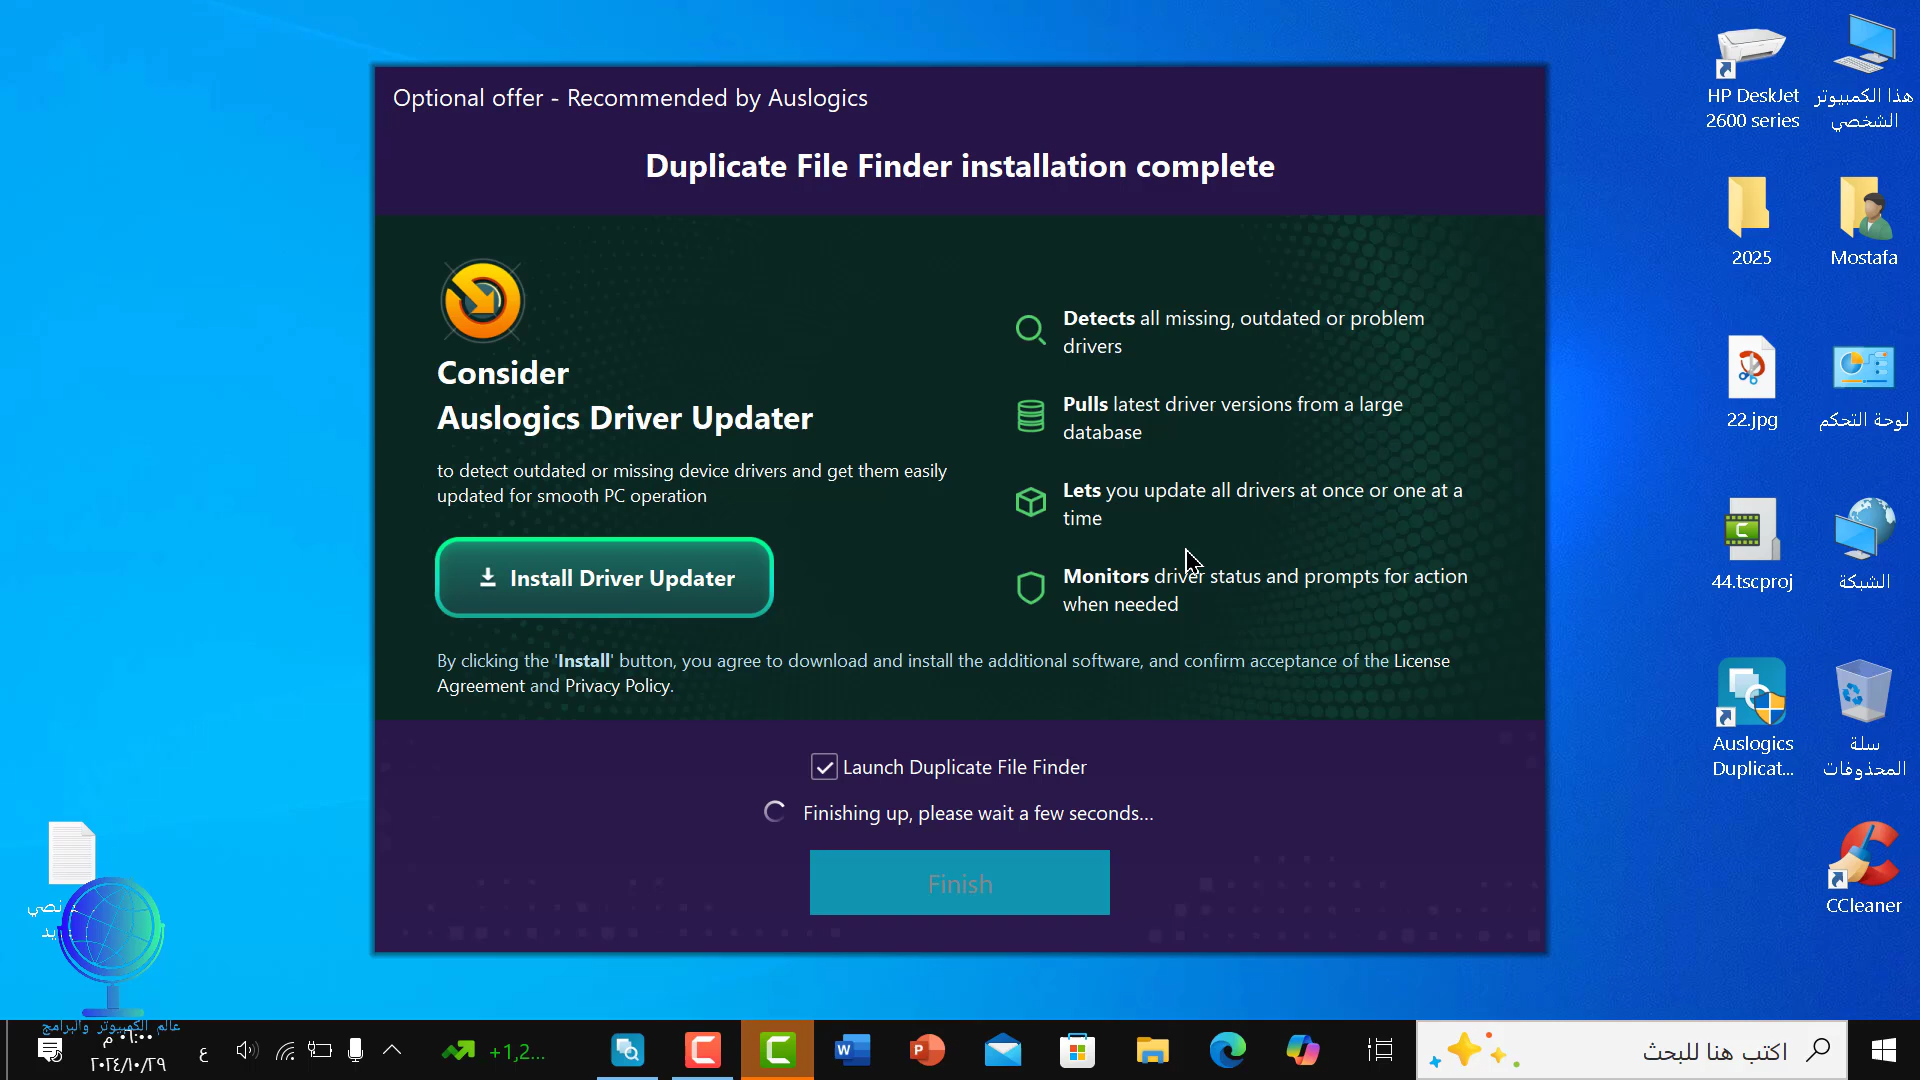 Optional offer - Recommended by Auslogics
Duplicate File Finder installation complete
Consider
Auslogics Driver Updater
to detect outdated or missing device drivers and get them easily
updated for smooth PC operation
Install Driver Updater
Detects all missing, outdated or problem
drivers
Pulls latest driver versions from a large
database
Lets you update all drivers at once or one at a
time
Monitors driver status and prompts for action
when needed
By clicking the 'Install' button, you agree to download and install the additional software, and confirm acceptance of the License
Agreement and Privacy Policy.
Launch Duplicate File Finder
Finishing up, please wait a few seconds...
Finish
هذا الكمبيوتر
الشخصي
HP DeskJet
2600 series
Mostafa
2025
لوحة التحكم
22.jpg
الشبكة
44.tscproj
سلة
المحذوفات
Auslogics
Duplicat...
CCleaner
نصي
عالم الكمبيوتر والبرامج
اكتب هنا للبحث
+1,2...
ع
٠٦:٠٠ م
٢٠٢٤/١٠/٢٩